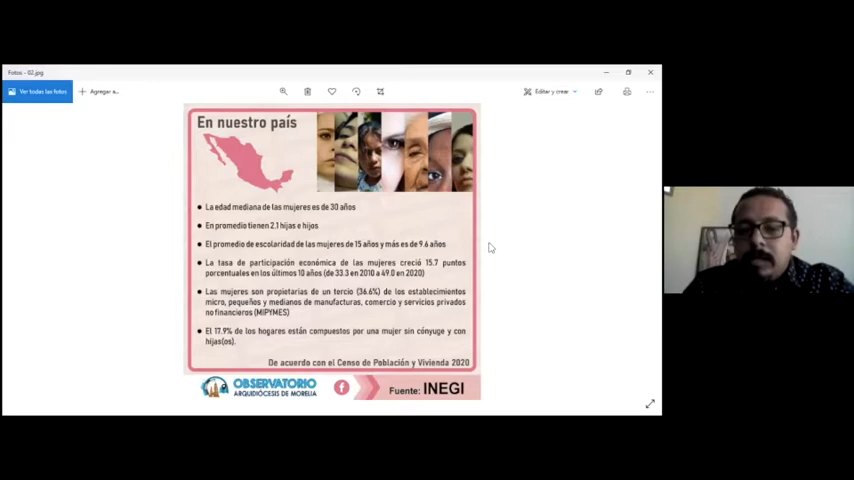 Fotos - 02.jpg
Ver todas las fotos
Agregar a...
Editar y crear
En nuestro país
La edad mediana de las mujeres es de 30 años
En promedio tienen 2.1 hijas e hijos
El promedio de escolaridad de las mujeres de 15 años y más es de 9.6 años
La tasa de participación económica de las mujeres creció 15.7 puntos
porcentuales en los últimos 10 años (de 33.3 en 2010 a 49.0 en 2020)
Las mujeres son propietarias de un tercio (36.6%) de los establecimientos
micro, pequeños y medianos de manufacturas, comercio y servicios privados
no financieros (MIPYMES)
El 17.9% de los hogares están compuestos por una mujer sin cónyuge y con
hijas(os).
De acuerdo con el Censo de Población y Vivienda 2020
OBSERVATORIO
ARQUIDIÓCESIS DE MORELIA
Fuente: INEGI